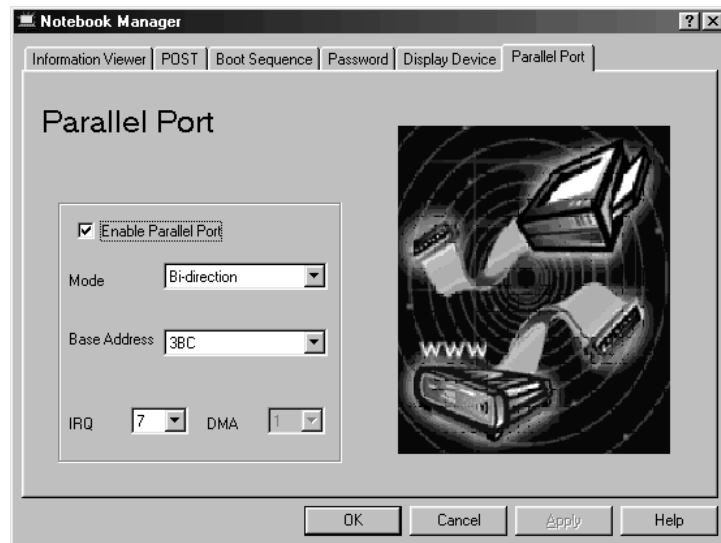 Notebook Manager
Information Viewer POST Boot Sequence Password Display Device Parallel Port
Parallel Port
Enable Parallel Port
Mode Bi-direction
Base Address 3BC
IRQ 7 DMA 1
WWW
OK Cancel Apply Help